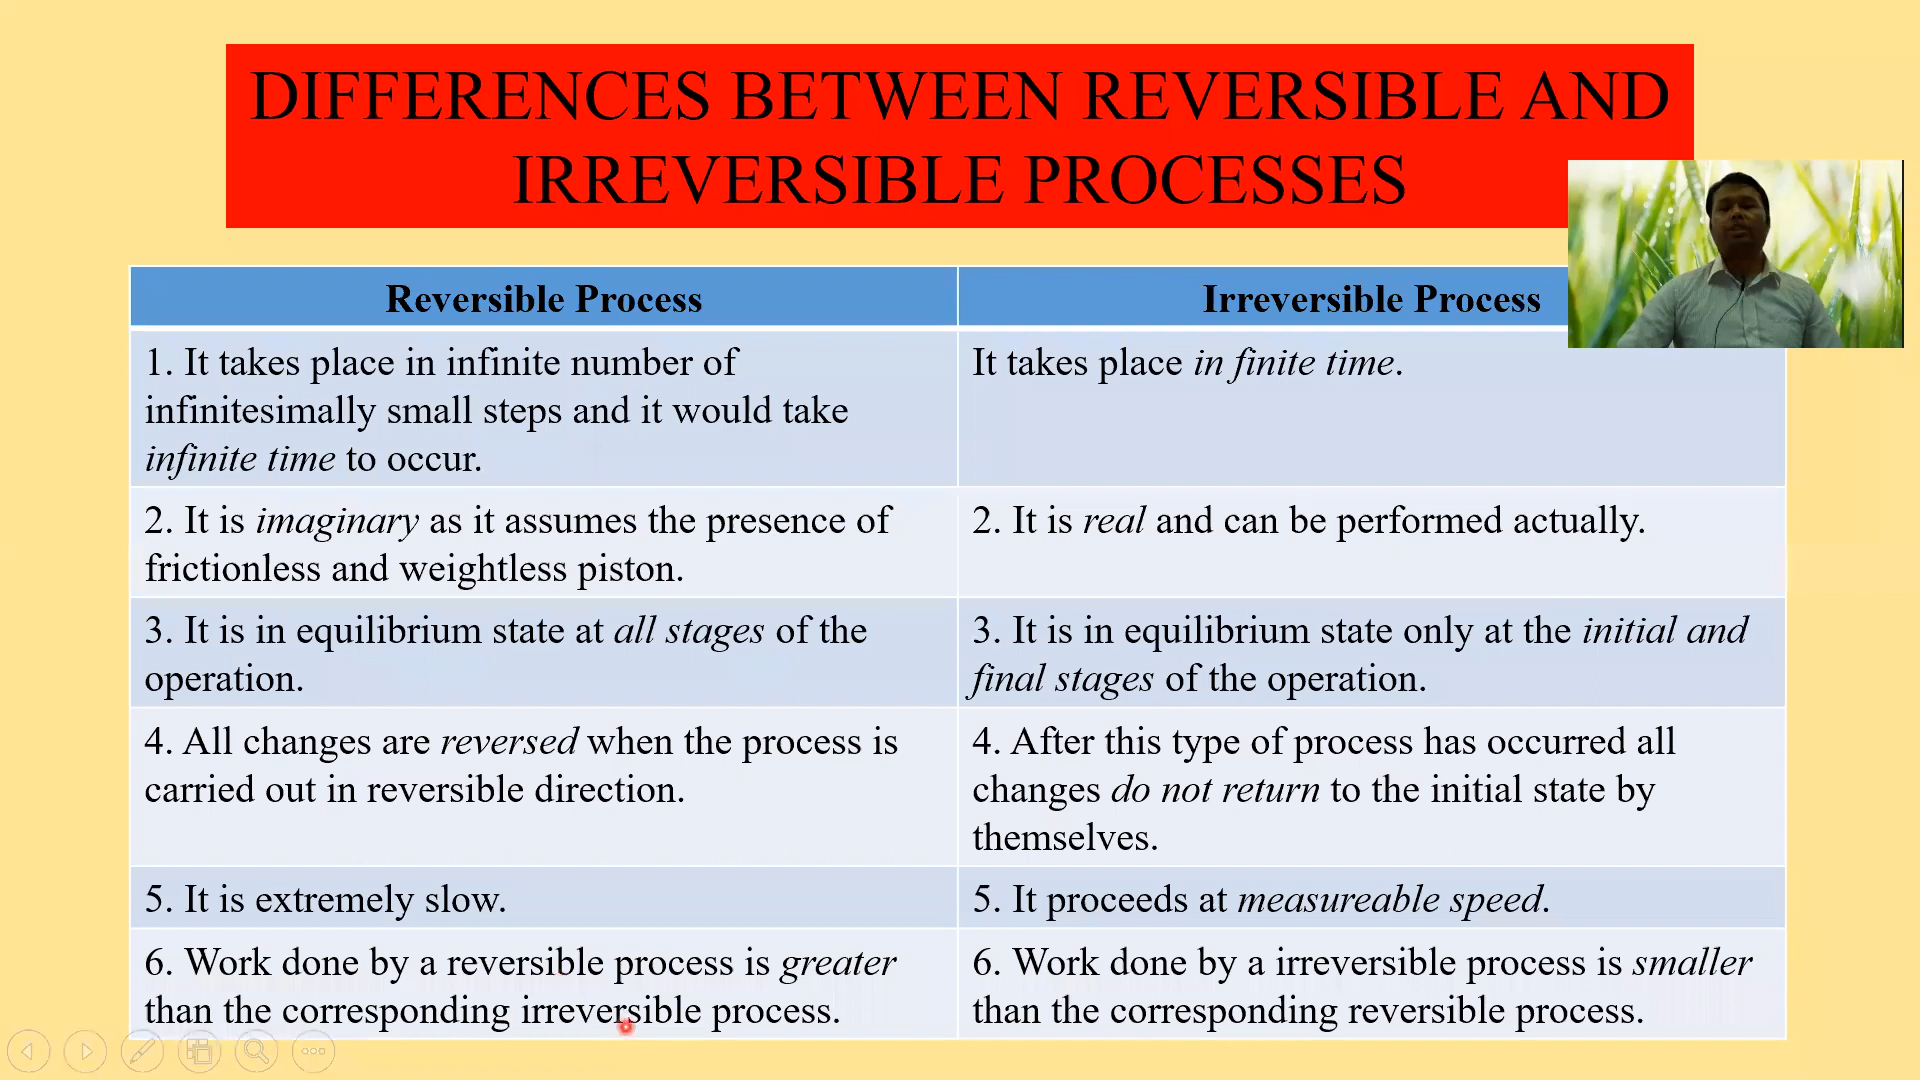 DIFFERENCES BETWEEN REVERSIBLE AND
IRREVERSIBLE PROCESSES
Reversible Process
Irreversible Process
1. It takes place in infinite number of
infinitesimally small steps and it would take
infinite time to occur.
It takes place in finite time.
2. It is imaginary as it assumes the presence of
frictionless and weightless piston.
2. It is real and can be performed actually.
3. It is in equilibrium state at all stages of the
operation.
3. It is in equilibrium state only at the initial and
final stages of the operation.
4. All changes are reversed when the process is
carried out in reversible direction.
4. After this type of process has occurred all
changes do not return to the initial state by
themselves.
5. It is extremely slow.
5. It proceeds at measureable speed.
6. Work done by a reversible process is greater
than the corresponding irreversible process.
6. Work done by a irreversible process is smaller
than the corresponding reversible process.